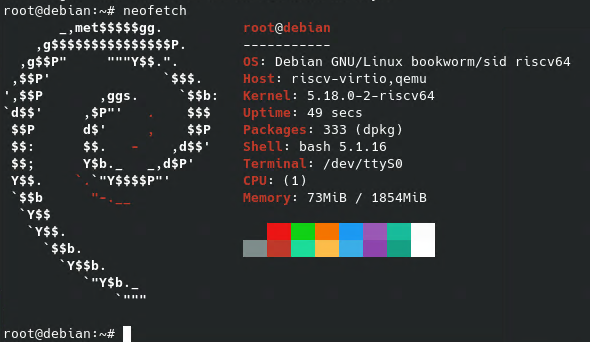 root@debian:~# neofetch
       _,met$$$$$gg.          root@debian
    ,g$$$$$$$$$$$$$$$P.       -----------
  ,g$$P"     """Y$$.".        OS: Debian GNU/Linux bookworm/sid riscv64
 ,$$P'              `$$$.     Host: riscv-virtio,qemu
',$$P       ,ggs.     `$$b:   Kernel: 5.18.0-2-riscv64
`d$$'     ,$P"'   .    $$$    Uptime: 49 secs
 $$P      d$'     ,    $$P    Packages: 333 (dpkg)
 $$:      $$.   -    ,d$$'    Shell: bash 5.1.16
 $$;      Y$b._   _,d$P'      Terminal: /dev/ttyS0
 Y$$.    `.`"Y$$$$P"'         CPU: (1)
 `$$b      "-.__              Memory: 73MiB / 1854MiB
  `Y$$
   `Y$$.
     `$$b.
       `Y$$b.
          `"Y$b._
              `"""
root@debian:~#